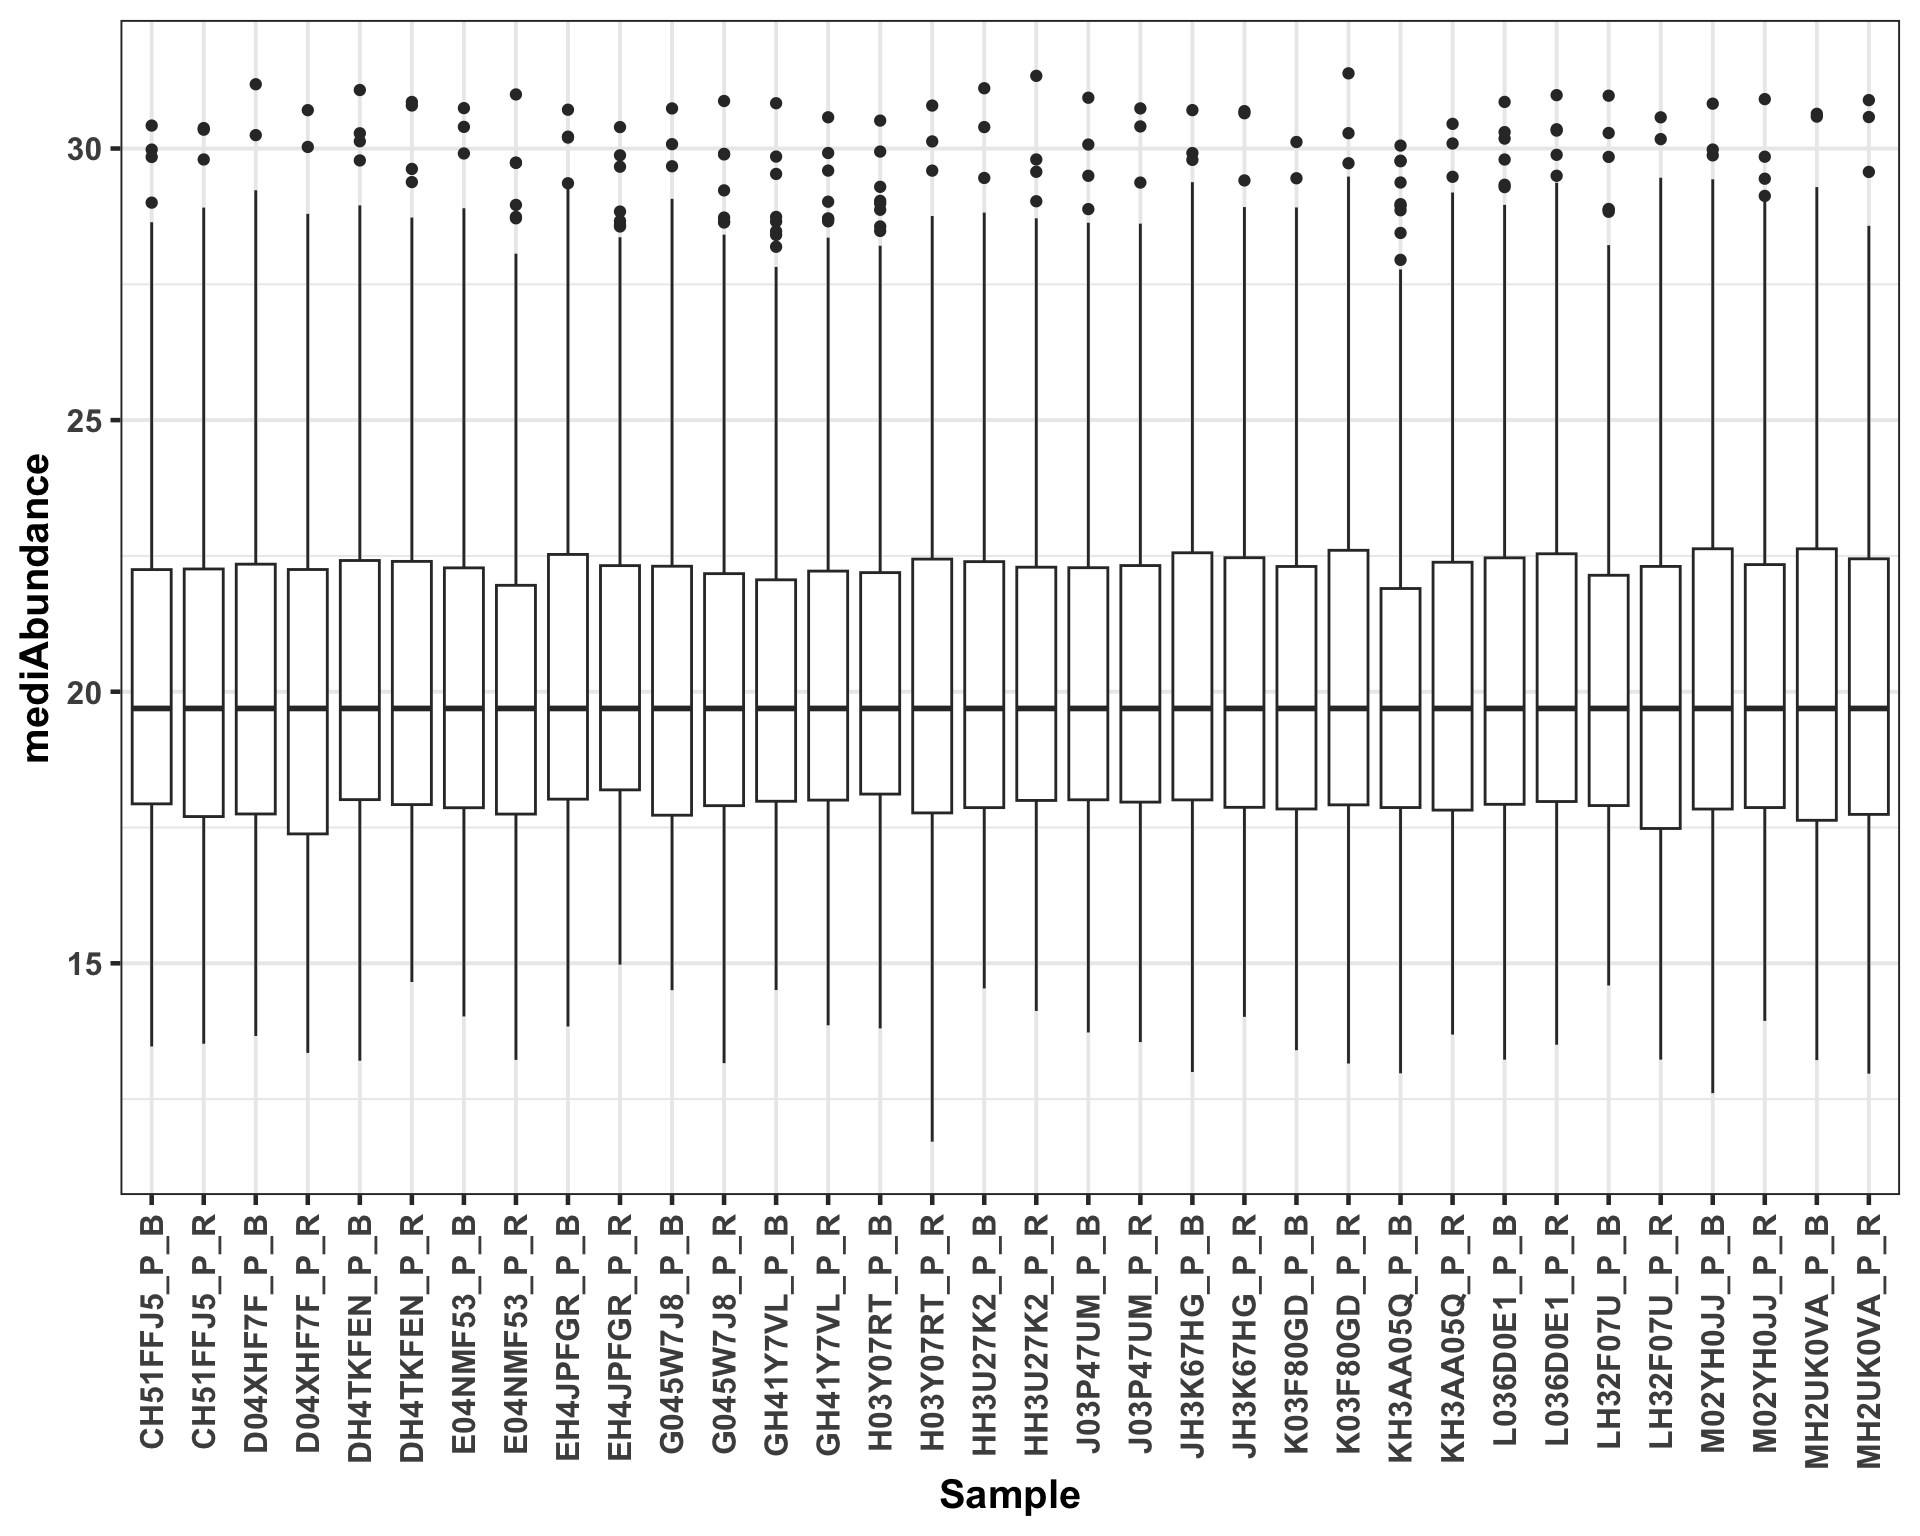 mediAbundance
30
25
20
15
CH51FFJ5_P_B
CH51FFJ5_P_R
D04XHF7F_P_B
D04XHF7F_P_R
DH4TKFEN_P_B
DH4TKFEN_P_R
E04NMF53_P_B
E04NMF53_P_R
EH4JPFGR_P_B
EH4JPFGR_P_R
G045W7J8_P_B
G045W7J8_P_R
GH41Y7VL_P_B
GH41Y7VL_P_R
H03Y07RT_P_B
H03Y07RT_P_R
HH3U27K2_P_B
HH3U27K2_P_R
J03P47UM_P_B
J03P47UM_P_R
JH3K67HG_P_B
JH3K67HG_P_R
K03F80GD_P_B
K03F80GD_P_R
KH3AA05Q_P_B
KH3AA05Q_P_R
L036D0E1_P_B
L036D0E1_P_R
LH32F07U_P_B
LH32F07U_P_R
M02YH0JJ_P_B
M02YH0JJ_P_R
MH2UK0VA_P_B
MH2UK0VA_P_R
Sample